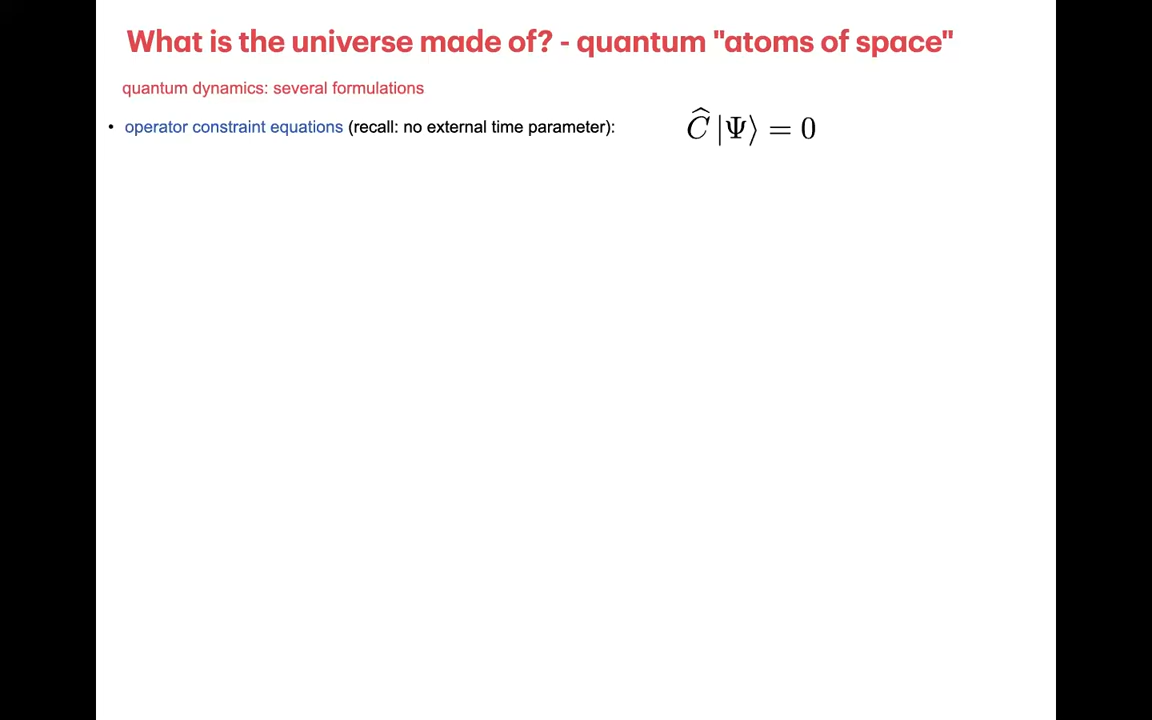 What is the universe made of? - quantum "atoms of space"
quantum dynamics: several formulations
• operator constraint equations (recall: no external time parameter): Ĉ |Ψ⟩ = 0